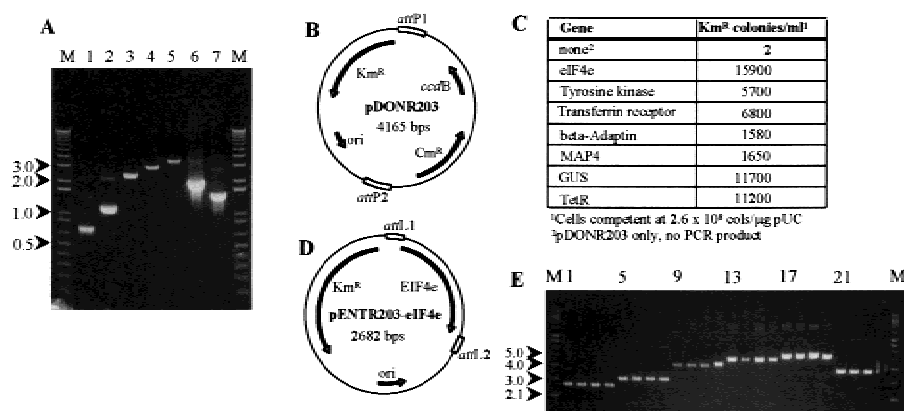 A
M 1 2 3 4 5 6 7 M
3.0
2.0
1.0
0.5
B
attP1
KmR
ccdB
pDONR203
4165 bps
ori
CmR
attP2
C
Gene KmR colonies/ml1
none2 2
eIF4e 15900
Tyrosine kinase 5700
Transferrin receptor 6800
beta-Adaptin 1580
MAP4 1650
GUS 11700
TetR 11200
1Cells competent at 2.6 x 108 cols/µg pUC
2pDONR203 only, no PCR product
D
attL1
KmR
EIF4e
pENTR203-eIF4e
2682 bps
attL2
ori
E
M 1 5 9 13 17 21 M
5.0
4.0
3.0
2.1